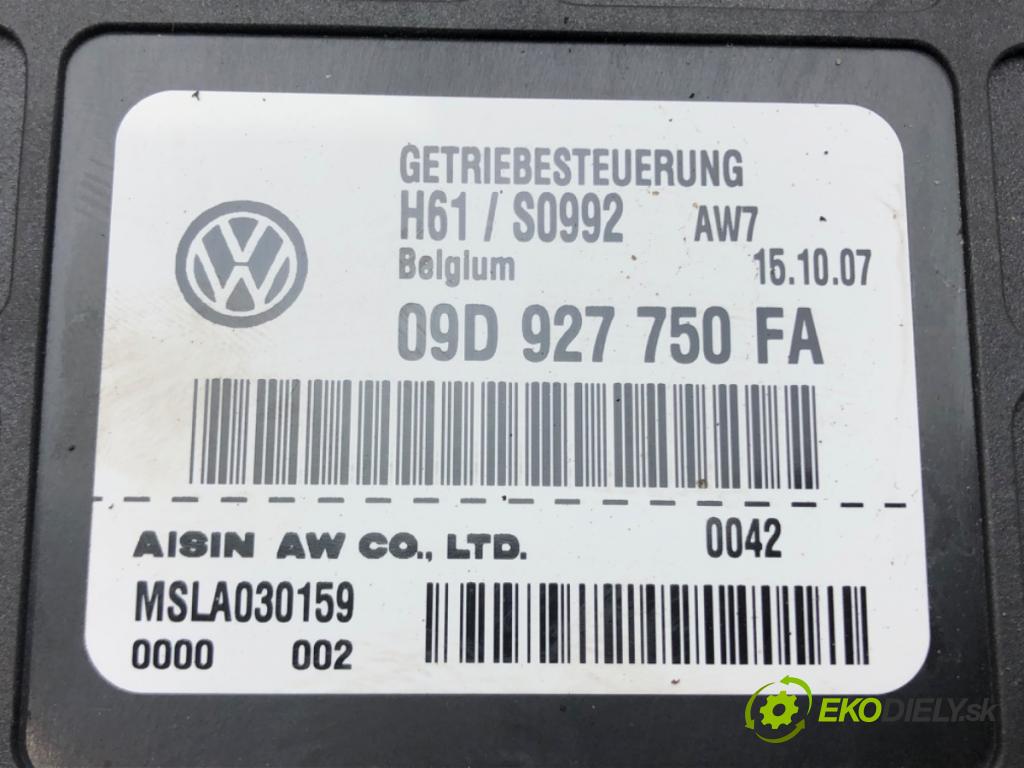 GETRIEBESTEUERUNG
H61 / S0992 AW7
Belgium 15.10.07
09D 927 750 FA
AISIN AW CO., LTD. 0042
MSLA030159
0000 002
EKODIELY.sk